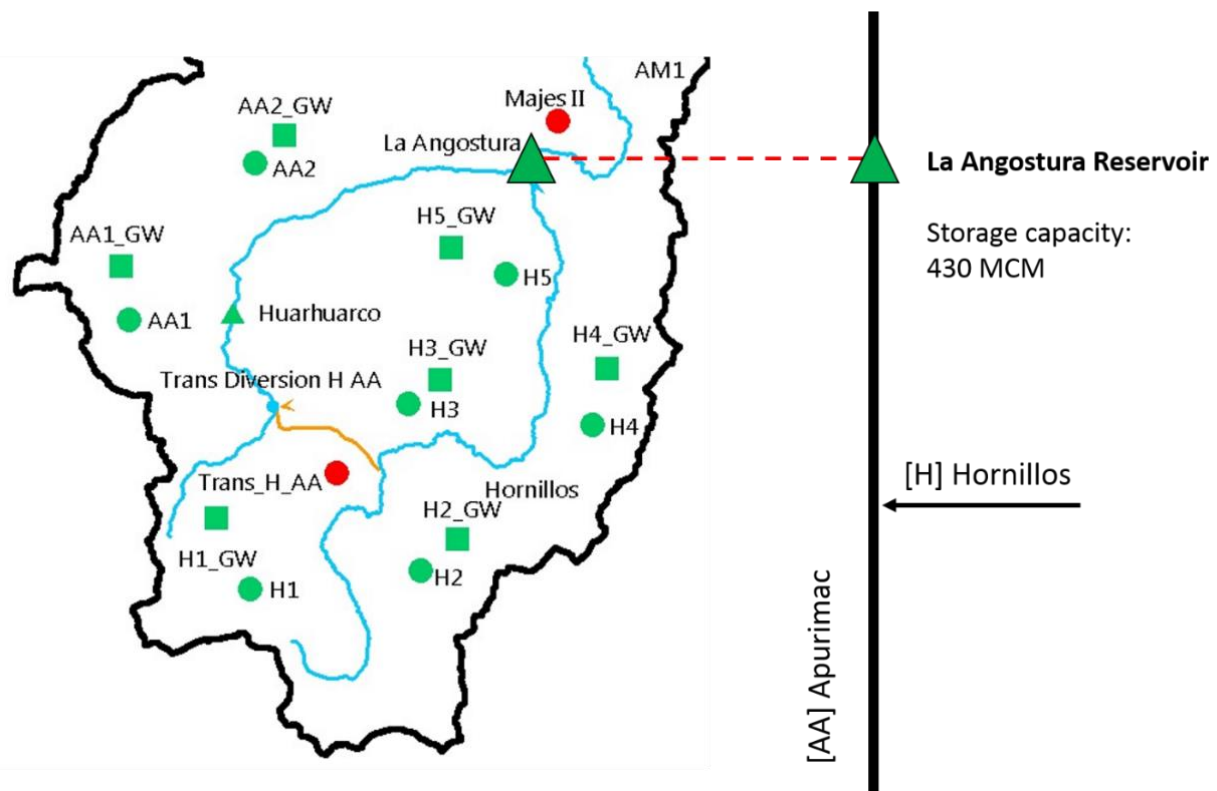 AM1
Majes II
AA2_GW
La Angostura
AA2
La Angostura Reservoir
H5_GW
AA1_GW
Storage capacity:
430 MCM
H5
Huarhuarco
AA1
H4_GW
H3_GW
Trans Diversion H AA
H3
H4
[H] Hornillos
Trans_H_AA
Hornillos
H2_GW
H1_GW
H2
H1
[AA] Apurimac